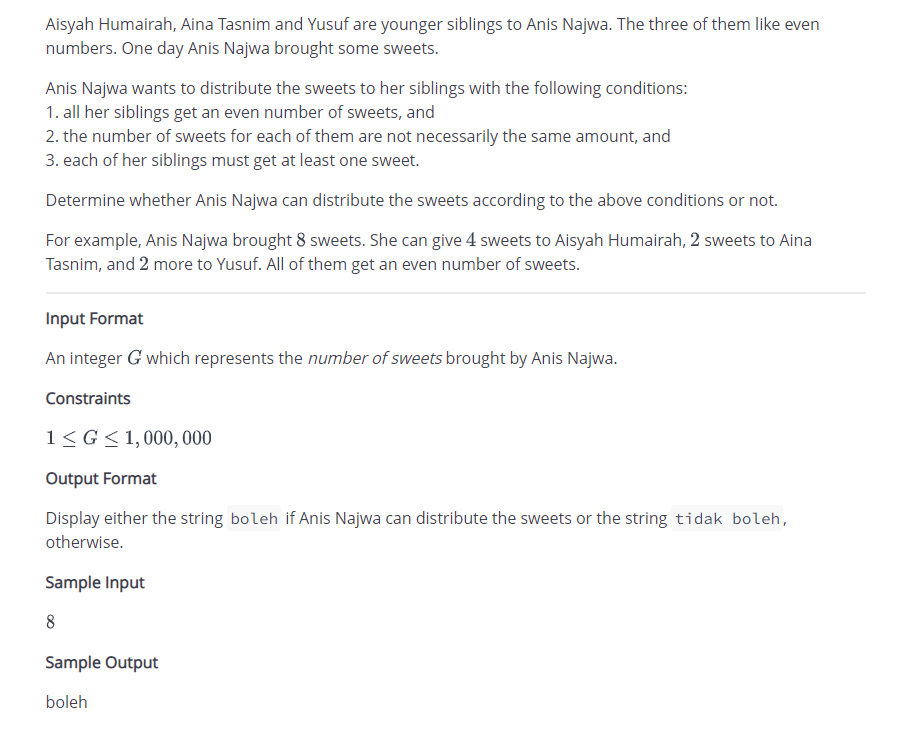 Aisyah Humairah, Aina Tasnim and Yusuf are younger siblings to Anis Najwa. The three of them like even
numbers. One day Anis Najwa brought some sweets.
Anis Najwa wants to distribute the sweets to her siblings with the following conditions:
1. all her siblings get an even number of sweets, and
2. the number of sweets for each of them are not necessarily the same amount, and
3. each of her siblings must get at least one sweet.
Determine whether Anis Najwa can distribute the sweets according to the above conditions or not.
For example, Anis Najwa brought 8 sweets. She can give 4 sweets to Aisyah Humairah, 2 sweets to Aina
Tasnim, and 2 more to Yusuf. All of them get an even number of sweets.
Input Format
An integer G which represents the number of sweets brought by Anis Najwa.
Constraints
1 ≤ G ≤ 1,000,000
Output Format
Display either the string boleh if Anis Najwa can distribute the sweets or the string tidak boleh,
otherwise.
Sample Input
8
Sample Output
boleh